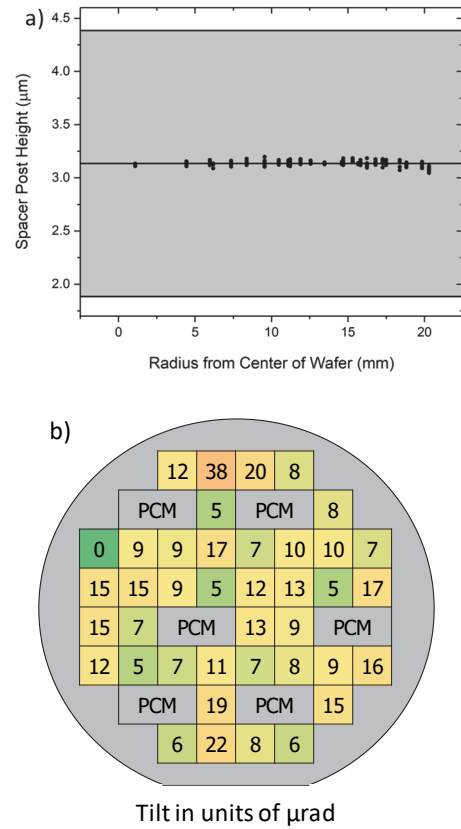 a)
4.5
4.0
3.5
3.0
2.5
2.0
Spacer Post Height (μm)
0 5 10 15 20
Radius from Center of Wafer (mm)
b)
12 38 20 8
PCM 5 PCM 8
0 9 9 17 7 10 10 7
15 15 9 5 12 13 5 17
15 7 PCM 13 9 PCM
12 5 7 11 7 8 9 16
PCM 19 PCM 15
6 22 8 6
Tilt in units of μrad